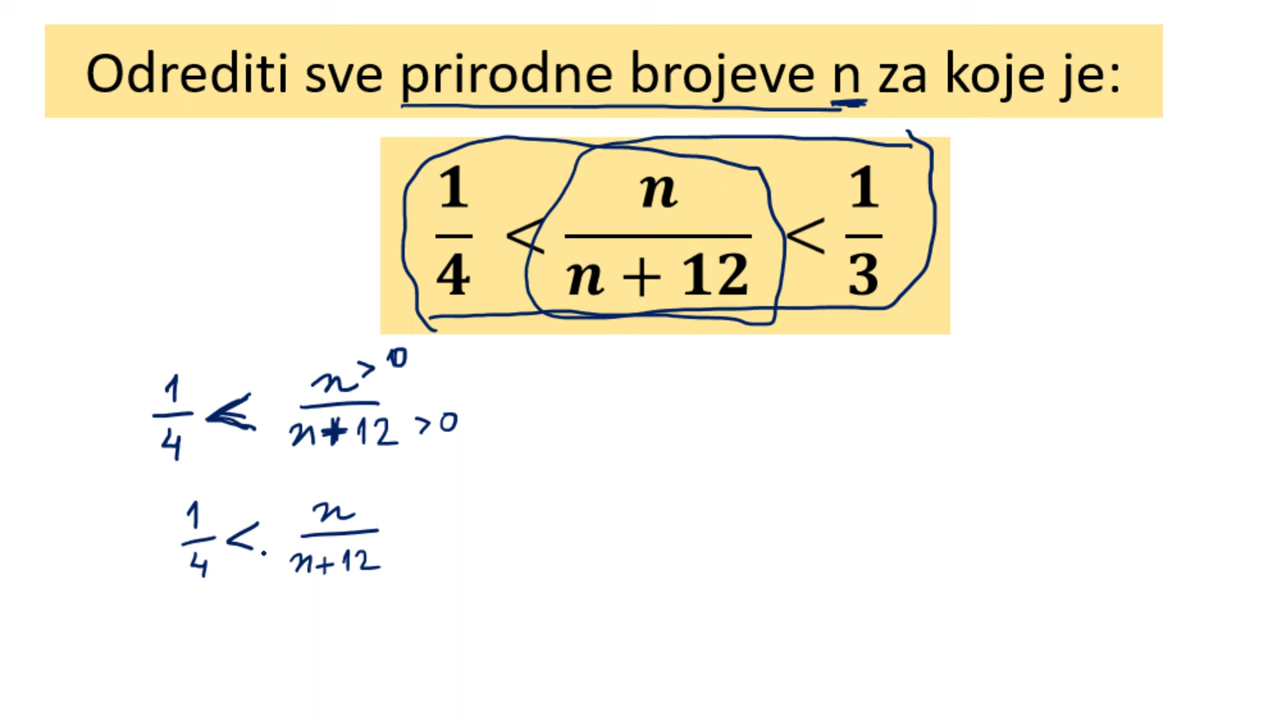 Odrediti sve prirodne brojeve n za koje je:
1/4 < n/(n + 12) < 1/3
1/4 < n > 0/(n + 12 > 0)
1/4 < . n/(n+12)